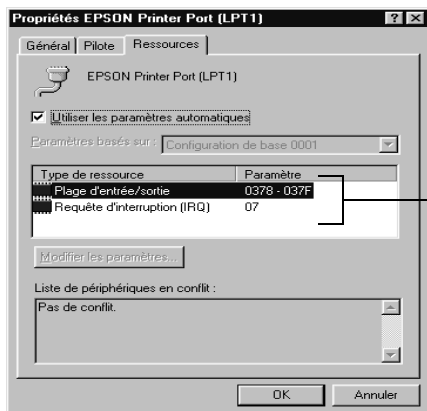 Propriétés EPSON Printer Port (LPT1)
Général Pilote Ressources
EPSON Printer Port (LPT1)
Utiliser les paramètres automatiques
Paramètres basés sur : Configuration de base 0001
Type de ressource Paramètre
Plage d'entrée/sortie 0378 - 037F
Requête d'interruption (IRQ) 07
Modifier les paramètres...
Liste de périphériques en conflit :
Pas de conflit.
OK Annuler